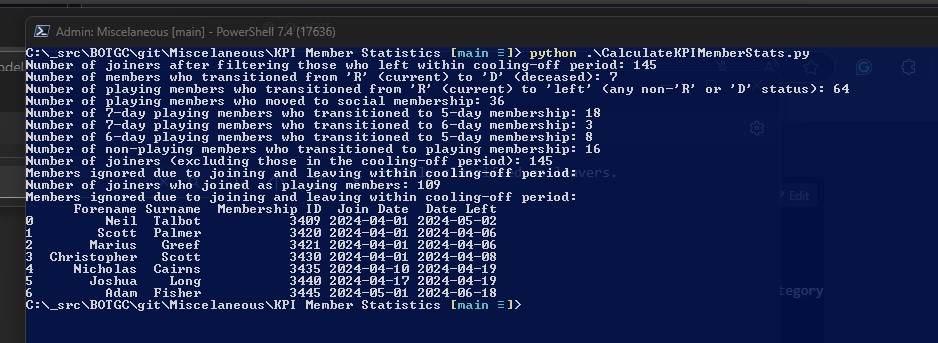 Admin: Miscelaneous [main] - PowerShell 7.4 (17636)
C:\_src\BOTGC\git\Miscelaneous\KPI Member Statistics [main ≡]> python .\CalculateKPIMemberStats.py
Number of joiners after filtering those who left within cooling-off period: 145
Number of members who transitioned from 'R' (current) to 'D' (deceased): 7
Number of playing members who transitioned from 'R' (current) to 'left' (any non-'R' or 'D' status): 64
Number of playing members who moved to social membership: 36
Number of 7-day playing members who transitioned to 5-day membership: 18
Number of 7-day playing members who transitioned to 6-day membership: 3
Number of 6-day playing members who transitioned to 5-day membership: 8
Number of non-playing members who transitioned to playing membership: 16
Number of joiners (excluding those in the cooling-off period): 145
Members ignored due to joining and leaving within cooling-off period:
Number of joiners who joined as playing members: 109
Members ignored due to joining and leaving within cooling-off period:
Forename Surname Membership ID Join Date Date Left
0 Neil Talbot 3409 2024-04-01 2024-05-02
1 Scott Palmer 3420 2024-04-01 2024-04-06
2 Marius Greef 3421 2024-04-01 2024-04-06
3 Christopher Scott 3430 2024-04-01 2024-04-08
4 Nicholas Cairns 3435 2024-04-10 2024-04-19
5 Joshua Long 3440 2024-04-17 2024-04-19
6 Adam Fisher 3445 2024-05-01 2024-06-18
C:\_src\BOTGC\git\Miscelaneous\KPI Member Statistics [main ≡]>
avers.
Edit
tegory